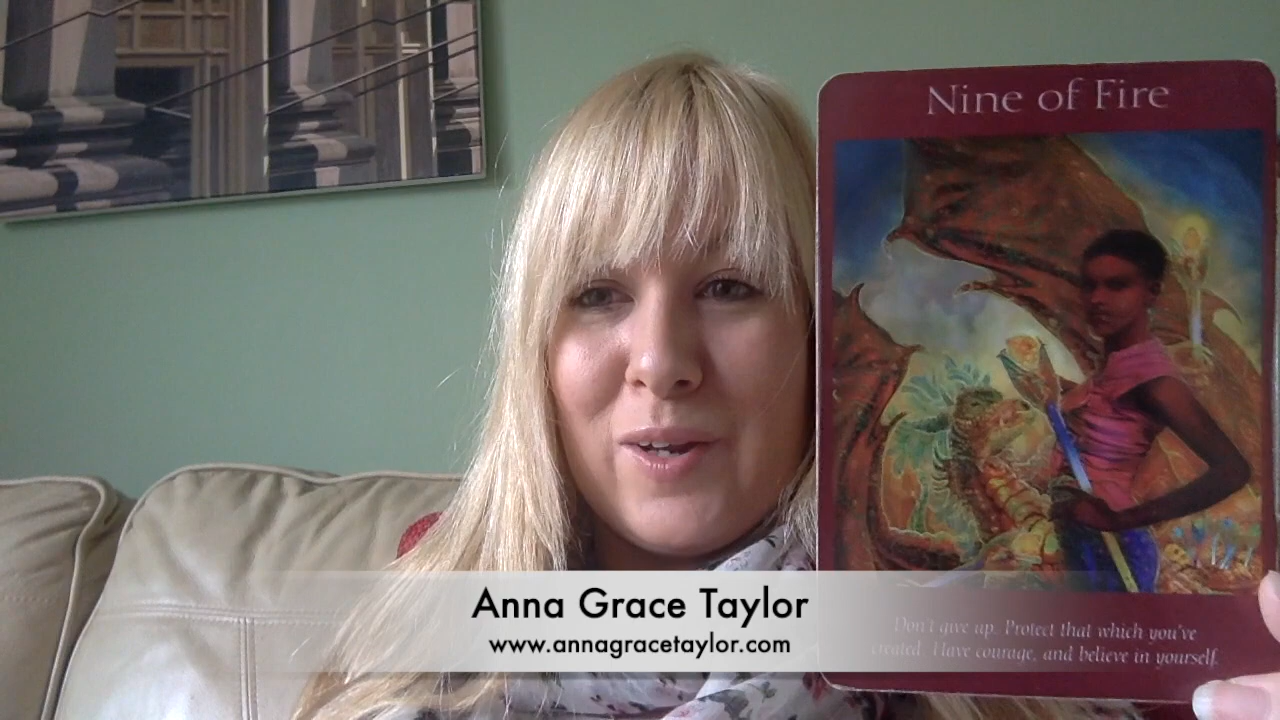 Nine of Fire
Anna Grace Taylor
www.annagracetaylor.com
Don't give up. Protect that which you've
created. Have courage, and believe in yourself.